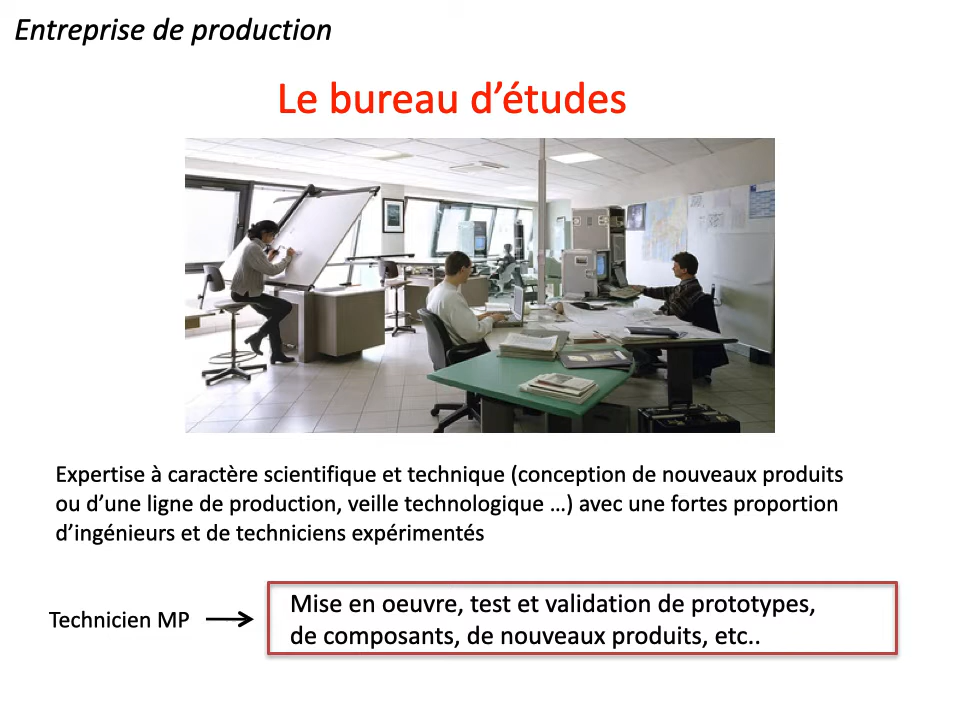 Entreprise de production
Le bureau d’études
Expertise à caractère scientifique et technique (conception de nouveaux produits
ou d’une ligne de production, veille technologique …) avec une fortes proportion
d’ingénieurs et de techniciens expérimentés
Technicien MP
Mise en oeuvre, test et validation de prototypes,
de composants, de nouveaux produits, etc..